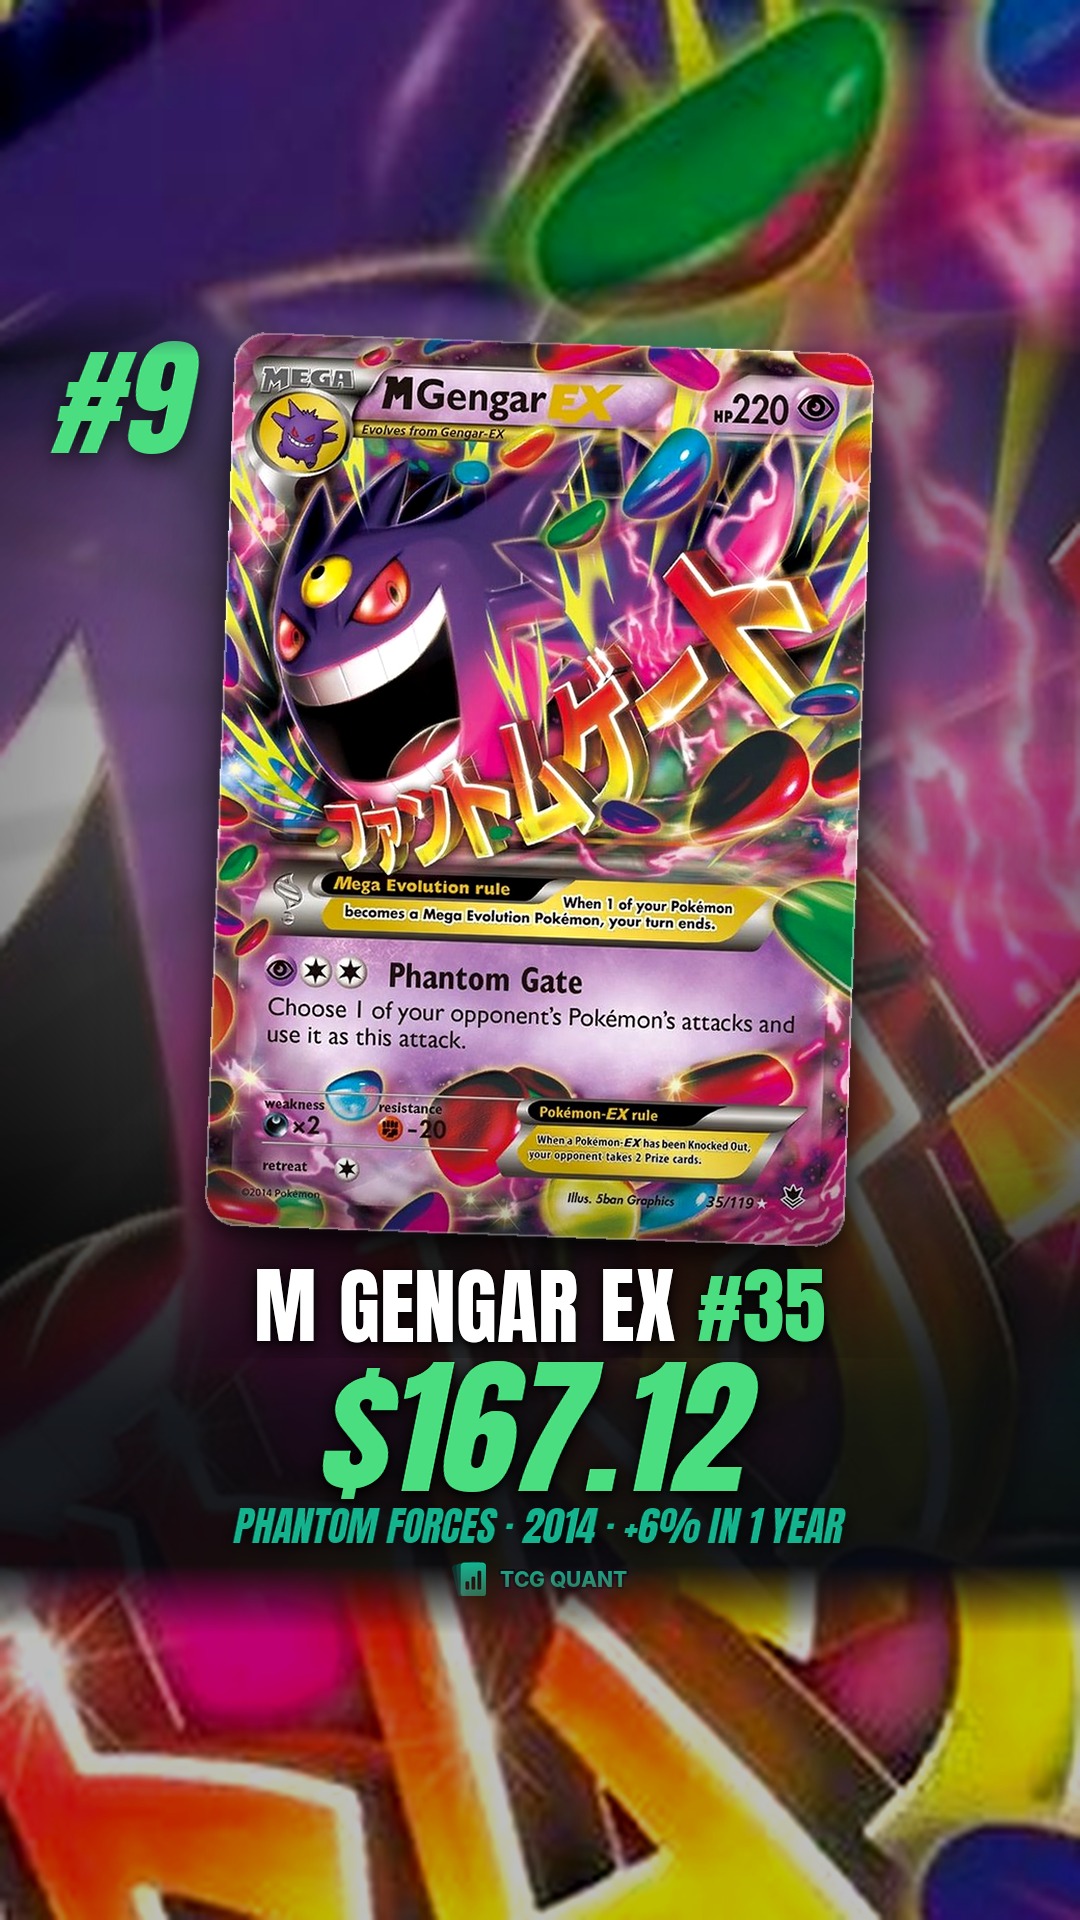 #9
MEGA
M Gengar EX
HP 220
Evolves from Gengar-EX
ファントムゲート
Mega Evolution rule
When 1 of your Pokémon
becomes a Mega Evolution Pokémon, your turn ends.
Phantom Gate
Choose 1 of your opponent's Pokémon's attacks and
use it as this attack.
weakness
×2
resistance
-20
retreat
Pokémon-EX rule
When a Pokémon-EX has been Knocked Out,
your opponent takes 2 Prize cards.
©2014 Pokémon
Illus. 5ban Graphics
35/119
M GENGAR EX #35
$167.12
PHANTOM FORCES · 2014 · +6% IN 1 YEAR
TCG QUANT